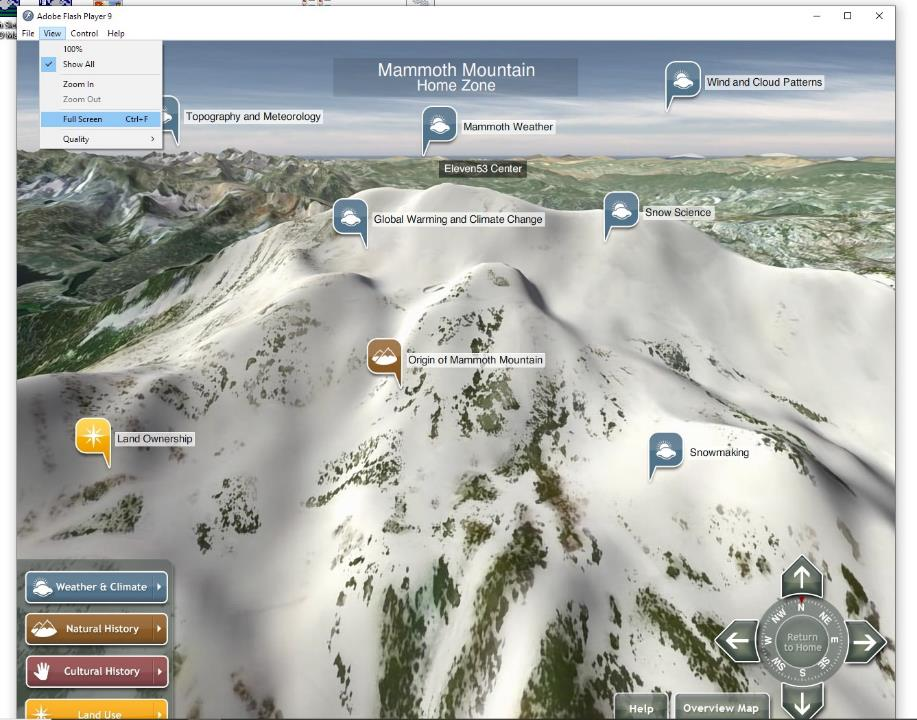 Adobe Flash Player 9
File View Control Help
100%
Show All
Zoom In
Zoom Out
Full Screen Ctrl+F
Quality
Mammoth Mountain
Home Zone
Wind and Cloud Patterns
Topography and Meteorology
Mammoth Weather
Eleven53 Center
Global Warming and Climate Change
Snow Science
Origin of Mammoth Mountain
Land Ownership
Snowmaking
Weather & Climate
Natural History
Cultural History
Land Use
N
NE
E
SE
S
SW
W
NW
Return
to Home
Help
Overview Map